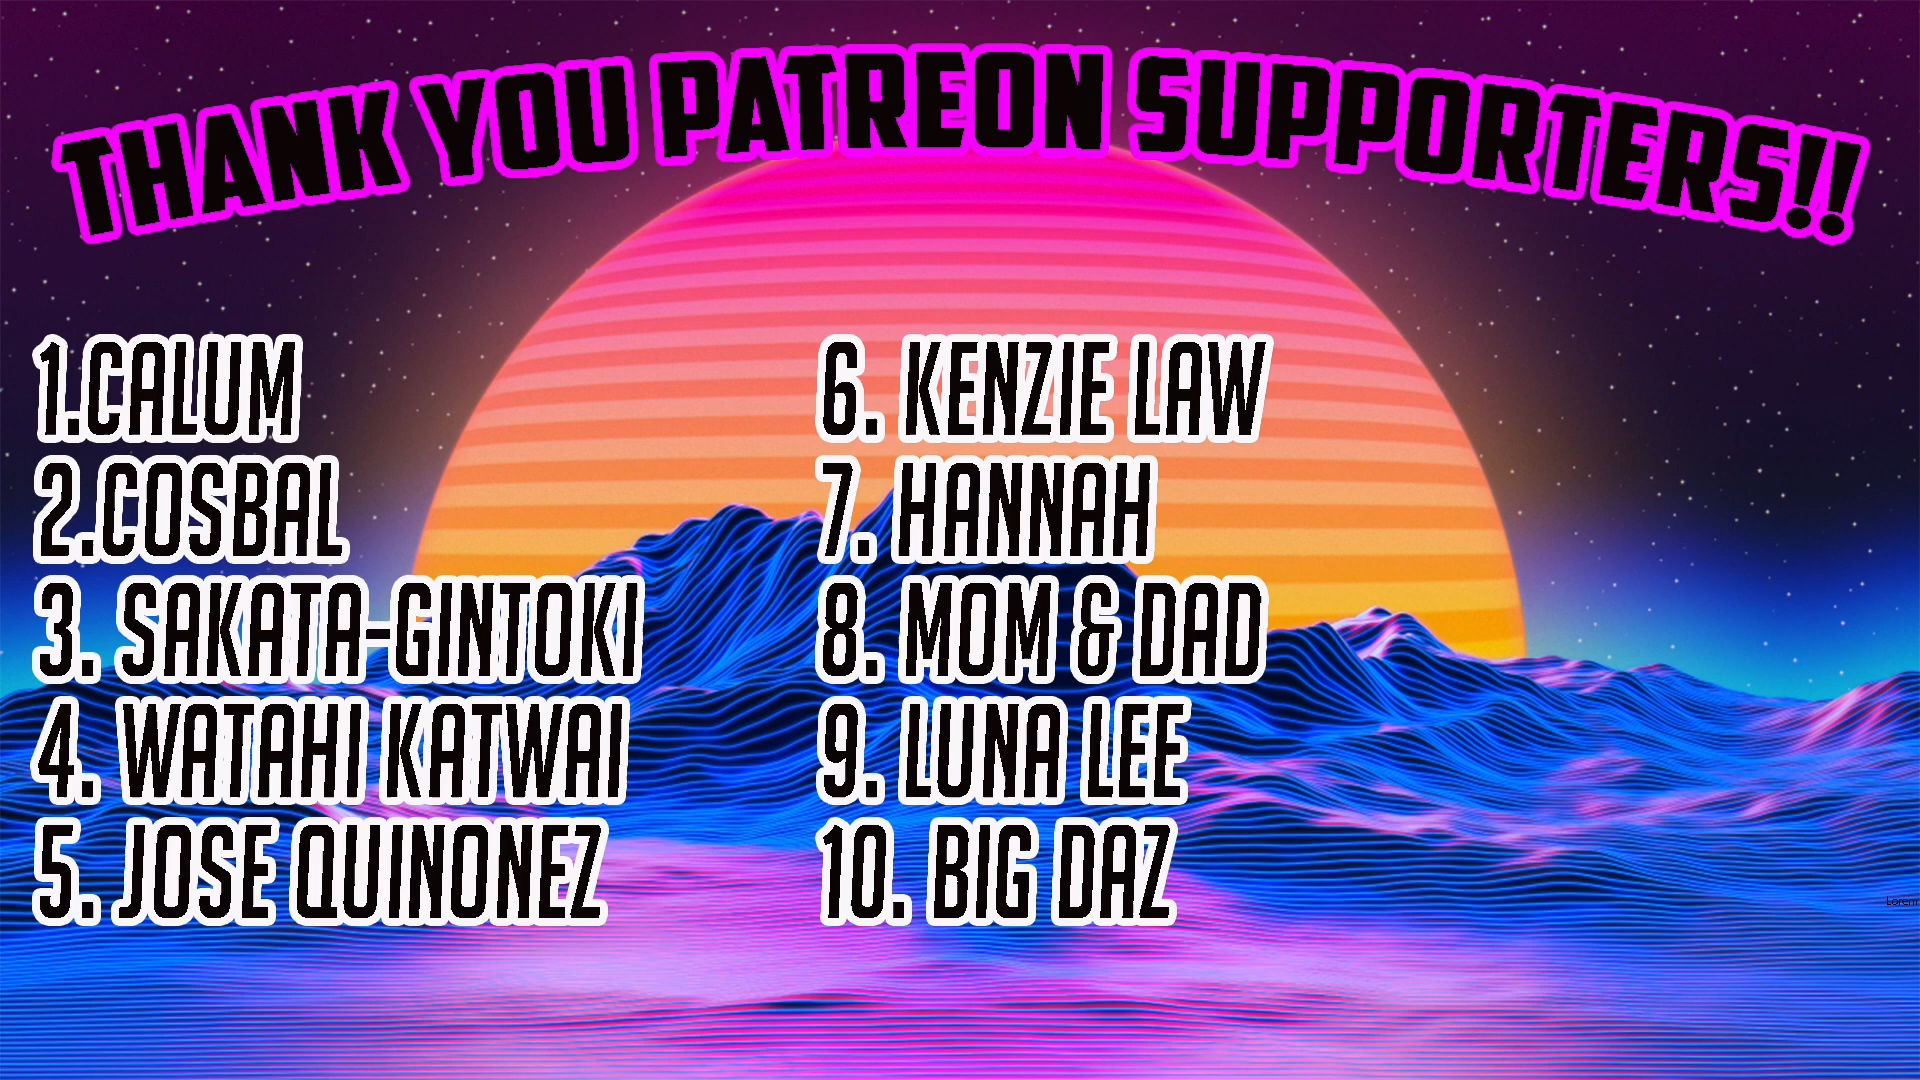 THANK YOU PATREON SUPPORTERS!!
1.CALUM
2.COSBAL
3. SAKATA-GINTOKI
4. WATAHI KATWAI
5. JOSE QUINONEZ
6. KENZIE LAW
7. HANNAH
8. MOM & DAD
9. LUNA LEE
10. BIG DAZ
Lorem